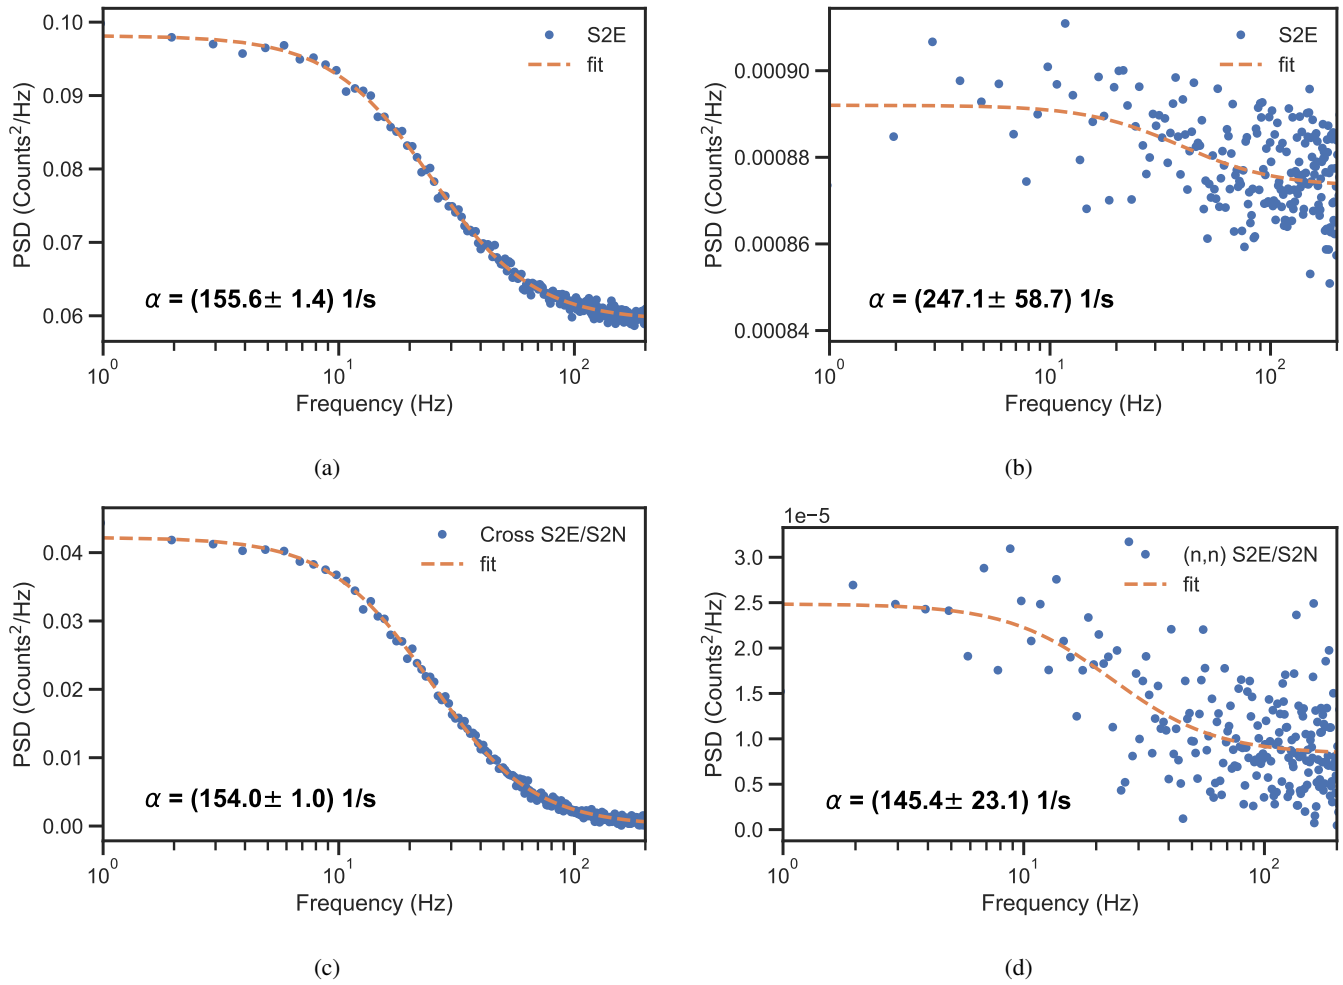 0.10
0.09
0.08
0.07
0.06
PSD (Counts²/Hz)
S2E
fit
α = (155.6± 1.4) 1/s
10⁰
10¹
10²
Frequency (Hz)
(a)
0.00090
0.00088
0.00086
0.00084
PSD (Counts²/Hz)
S2E
fit
α = (247.1± 58.7) 1/s
10⁰
10¹
10²
Frequency (Hz)
(b)
0.04
0.03
0.02
0.01
0.00
PSD (Counts²/Hz)
Cross S2E/S2N
fit
α = (154.0± 1.0) 1/s
10⁰
10¹
10²
Frequency (Hz)
(c)
1e−5
3.0
2.5
2.0
1.5
1.0
0.5
0.0
PSD (Counts²/Hz)
(n,n) S2E/S2N
fit
α = (145.4± 23.1) 1/s
10⁰
10¹
10²
Frequency (Hz)
(d)